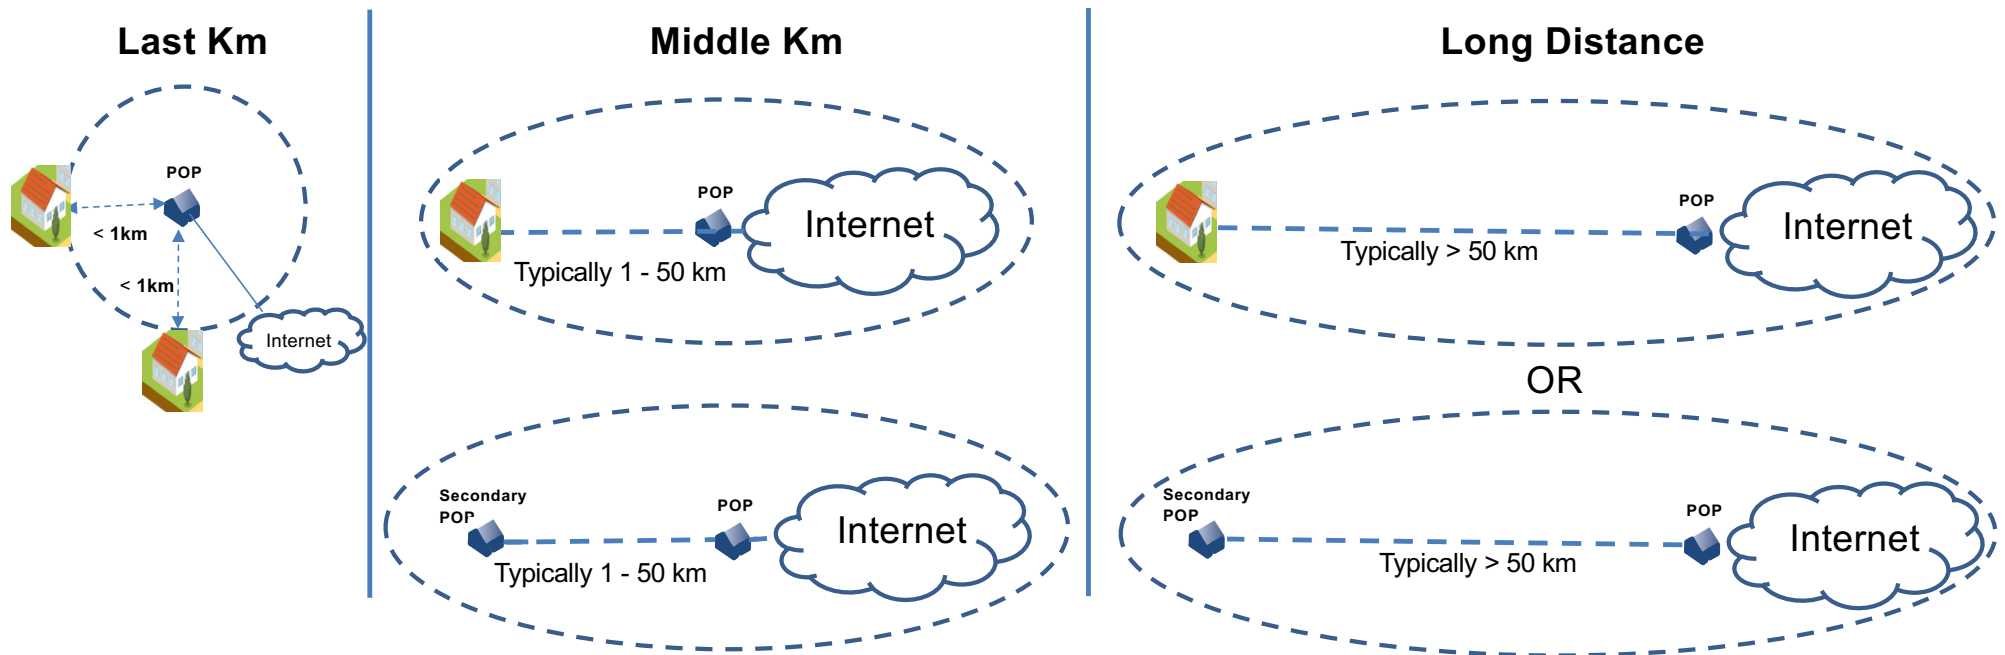 Last Km
POP
< 1km
< 1km
Internet
Middle Km
POP
Internet
Typically 1 - 50 km
Secondary
POP
POP
Internet
Typically 1 - 50 km
Long Distance
POP
Internet
Typically > 50 km
OR
Secondary
POP
POP
Internet
Typically > 50 km